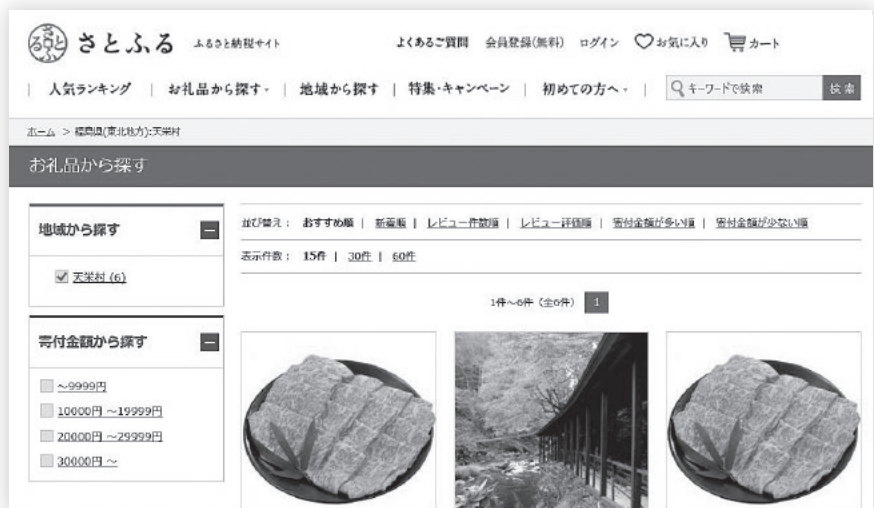 さとふる ふるさと納税サイト よくあるご質問 会員登録(無料) ログイン お気に入り カート
人気ランキング | お礼品から探す | 地域から探す | 特集・キャンペーン | 初めての方へ | キーワードで検索 検索
ホーム > 福島県(東北地方):天栄村
お礼品から探す
地域から探す
天栄村 (6)
寄付金額から探す
～9999円
10000円 ～19999円
20000円 ～29999円
30000円 ～
並び替え： おすすめ順 | 新着順 | レビュー件数順 | レビュー評価順 | 寄付金額が多い順 | 寄付金額が少ない順
表示件数： 15件 | 30件 | 60件
1件～6件 (全6件) 1